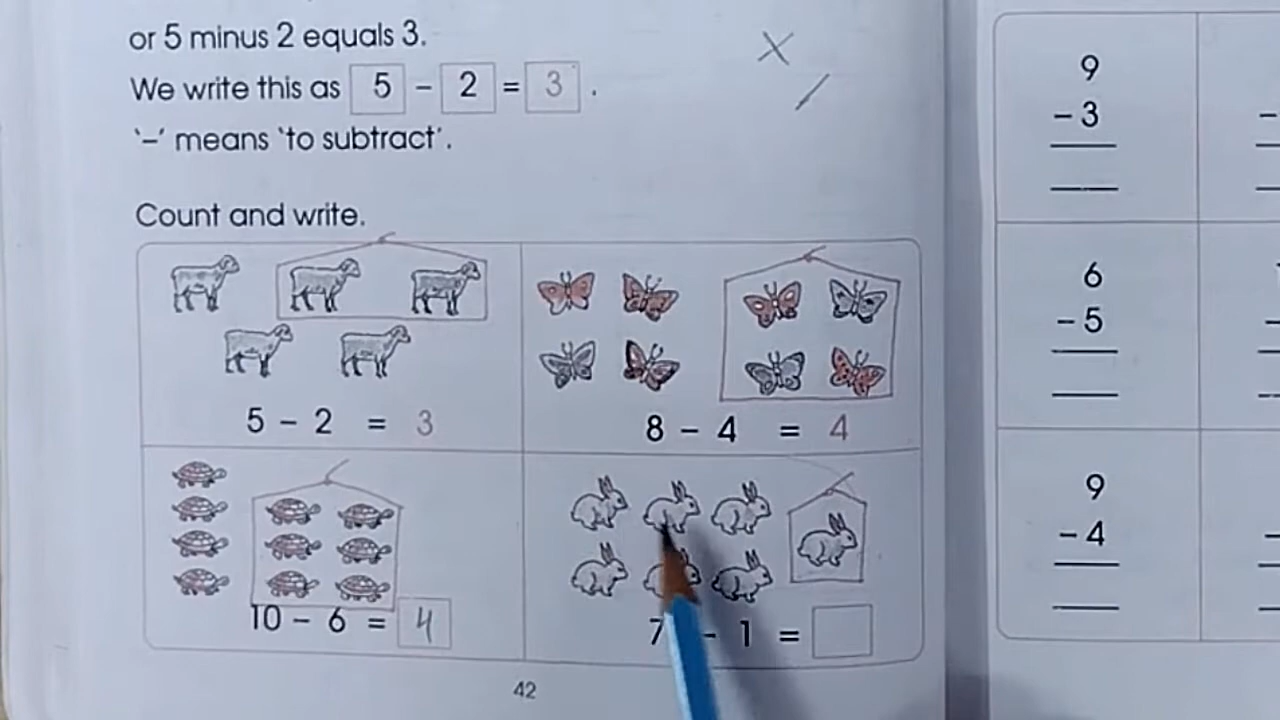 or 5 minus 2 equals 3.
We write this as 5 – 2 = 3 .
‘–’ means ‘to subtract’.
Count and write.
5 – 2 = 3
8 – 4 = 4
10 – 6 = 4
7 – 1 =
42
9
– 3
6
– 5
9
– 4